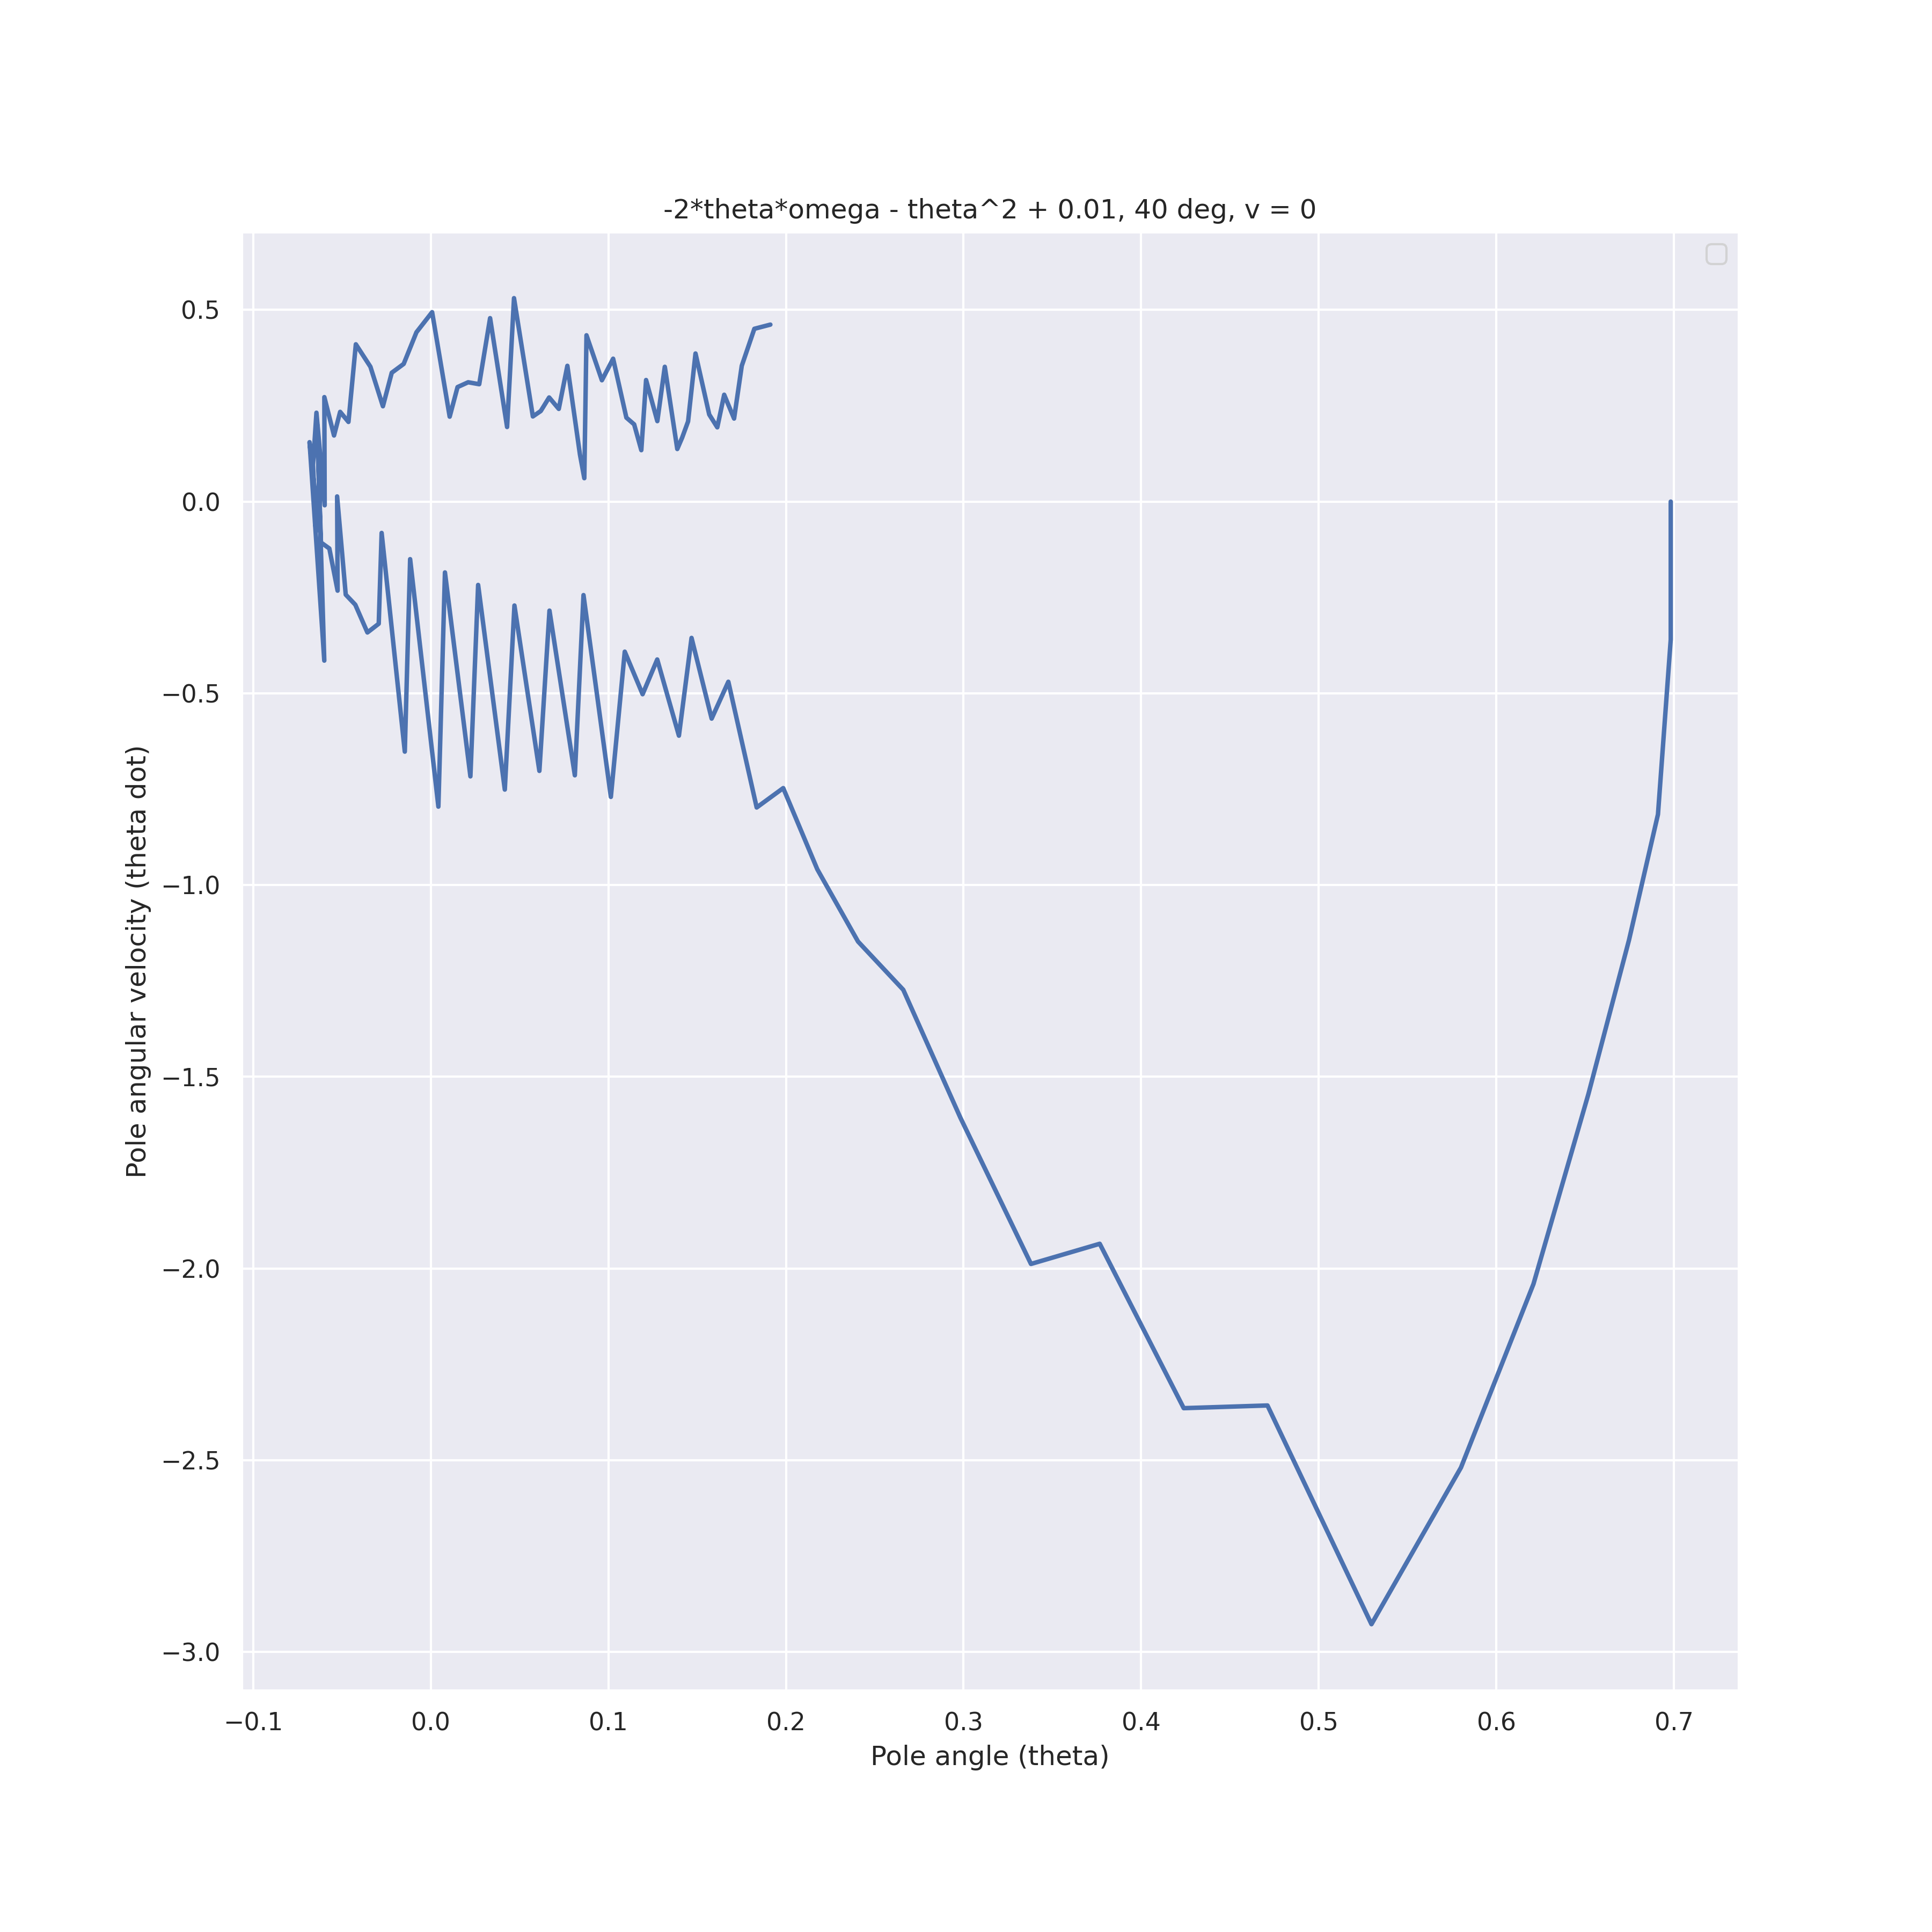 -2*theta*omega - theta^2 + 0.01, 40 deg, v = 0
Pole angular velocity (theta dot)
0.5
0.0
−0.5
−1.0
−1.5
−2.0
−2.5
−3.0
−0.1 0.0 0.1 0.2 0.3 0.4 0.5 0.6 0.7
Pole angle (theta)